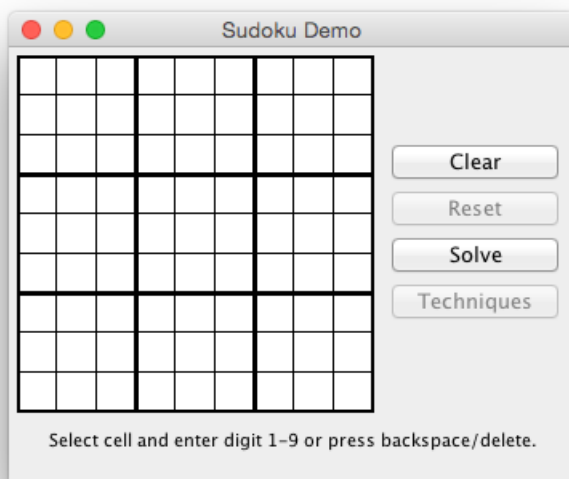 Sudoku Demo
Clear
Reset
Solve
Techniques
Select cell and enter digit 1-9 or press backspace/delete.